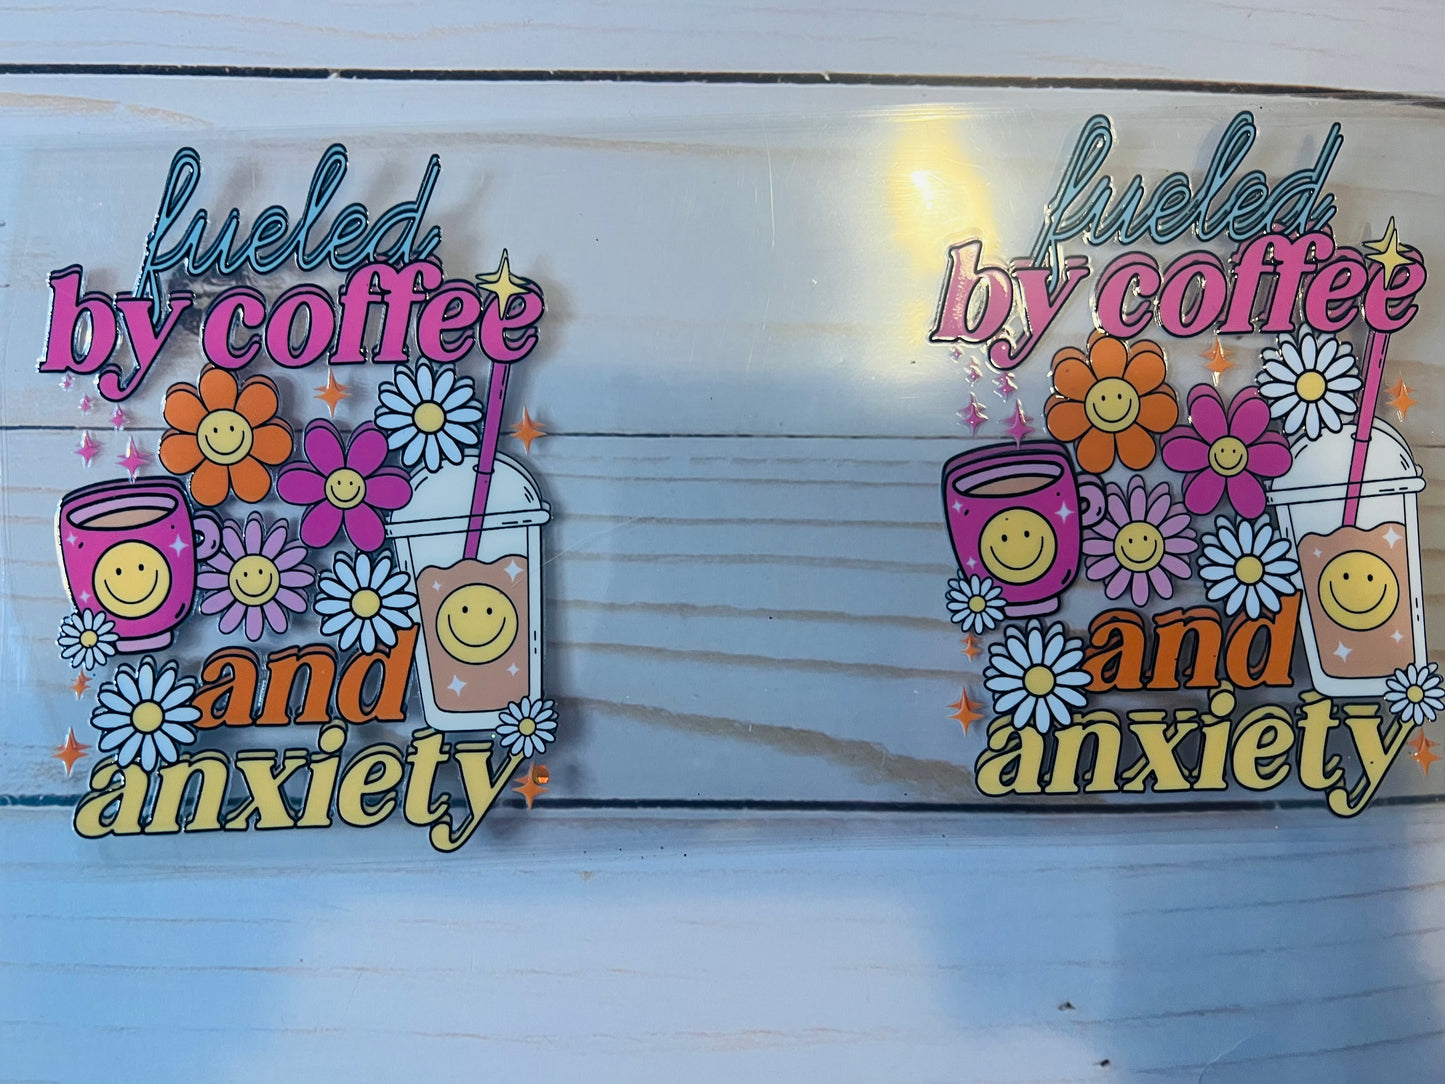 fueled
by coffee
and
anxiety
fueled
by coffee
and
anxiety